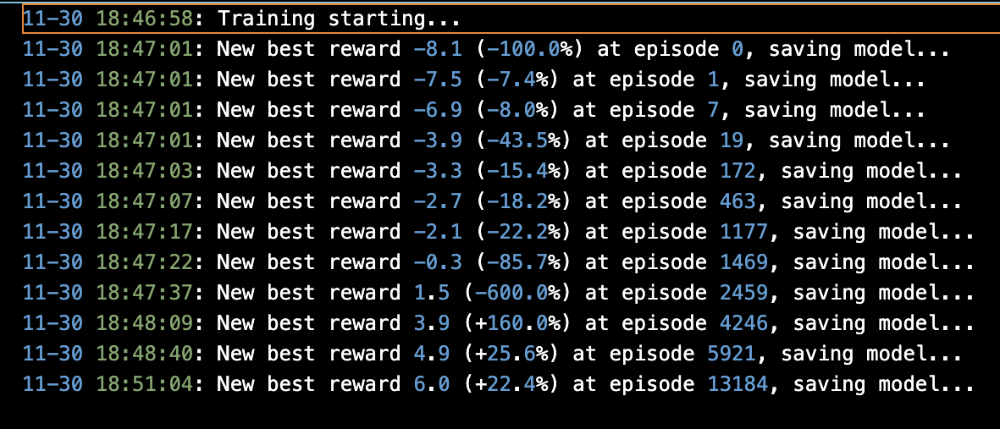 11-30 18:46:58: Training starting...
11-30 18:47:01: New best reward -8.1 (-100.0%) at episode 0, saving model...
11-30 18:47:01: New best reward -7.5 (-7.4%) at episode 1, saving model...
11-30 18:47:01: New best reward -6.9 (-8.0%) at episode 7, saving model...
11-30 18:47:01: New best reward -3.9 (-43.5%) at episode 19, saving model...
11-30 18:47:03: New best reward -3.3 (-15.4%) at episode 172, saving model...
11-30 18:47:07: New best reward -2.7 (-18.2%) at episode 463, saving model...
11-30 18:47:17: New best reward -2.1 (-22.2%) at episode 1177, saving model...
11-30 18:47:22: New best reward -0.3 (-85.7%) at episode 1469, saving model...
11-30 18:47:37: New best reward 1.5 (-600.0%) at episode 2459, saving model...
11-30 18:48:09: New best reward 3.9 (+160.0%) at episode 4246, saving model...
11-30 18:48:40: New best reward 4.9 (+25.6%) at episode 5921, saving model...
11-30 18:51:04: New best reward 6.0 (+22.4%) at episode 13184, saving model...